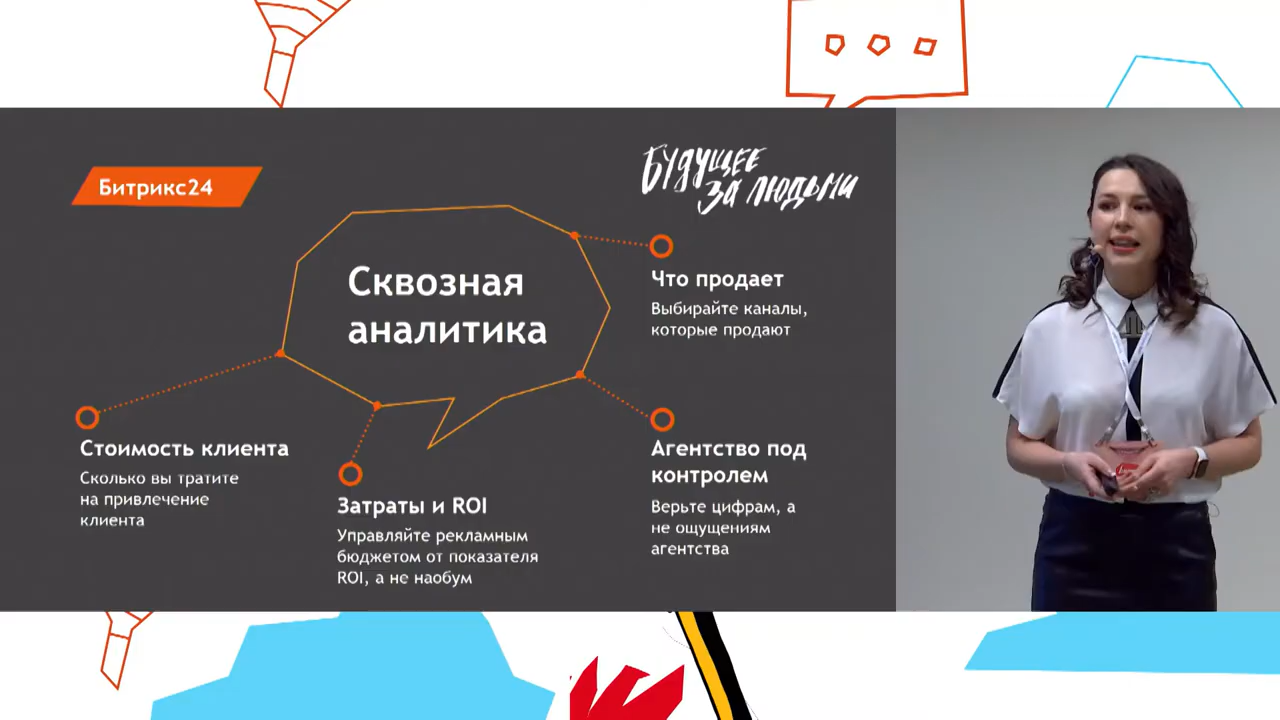 Битрикс24
Будущее
за людьми
Сквозная
аналитика
Что продает
Выбирайте каналы,
которые продают
Стоимость клиента
Сколько вы тратите
на привлечение
клиента
Затраты и ROI
Управляйте рекламным
бюджетом от показателя
ROI, а не наобум
Агентство под
контролем
Верьте цифрам, а
не ощущениям
агентства